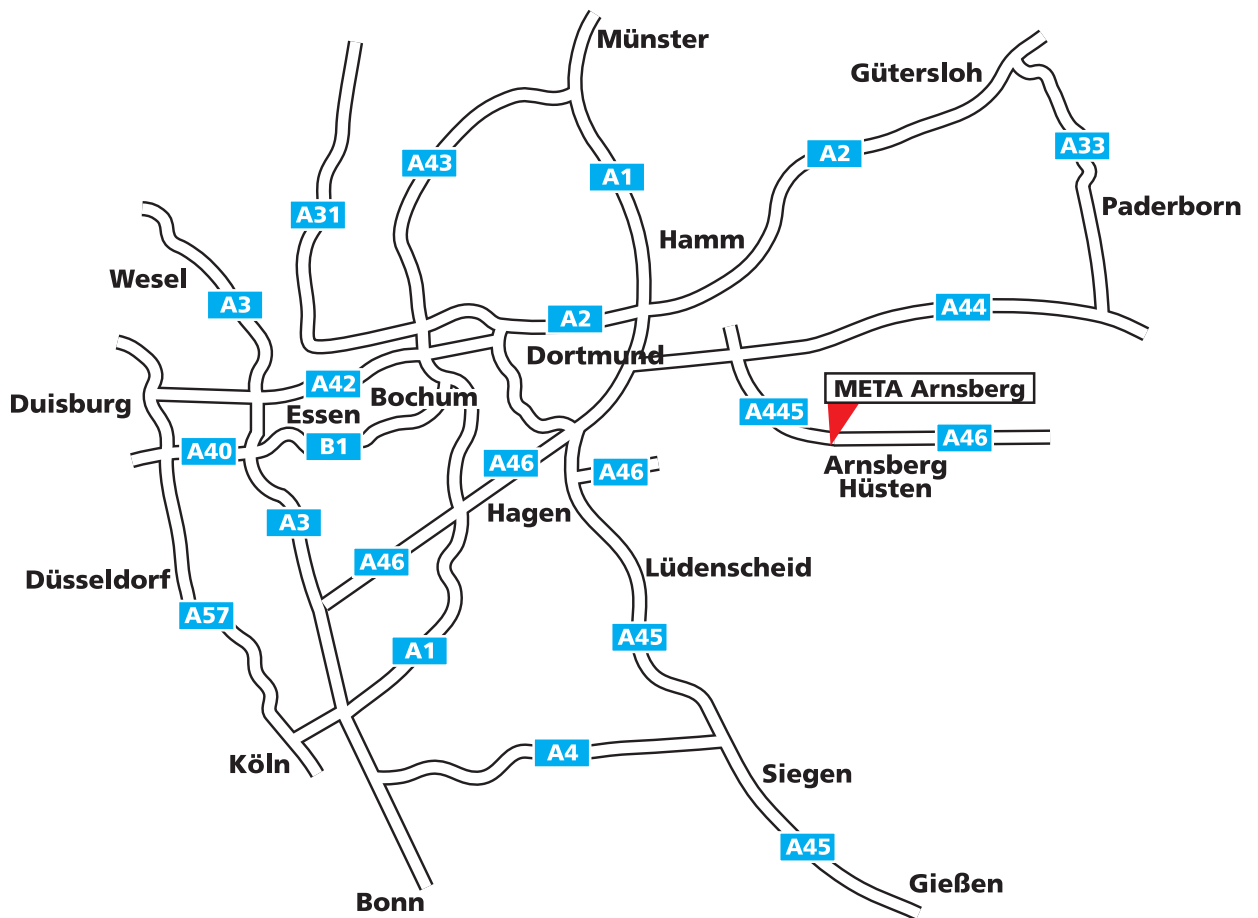 Münster
Gütersloh
A33
A2
A43
A1
A31
Paderborn
Hamm
Wesel
A3
A44
A2
Dortmund
A42
META Arnsberg
Bochum
Duisburg
Essen
A445
A46
B1
A40
A46
A46
Arnsberg
Hüsten
Hagen
A3
A46
Lüdenscheid
Düsseldorf
A57
A45
A1
A4
Köln
Siegen
A45
Gießen
Bonn